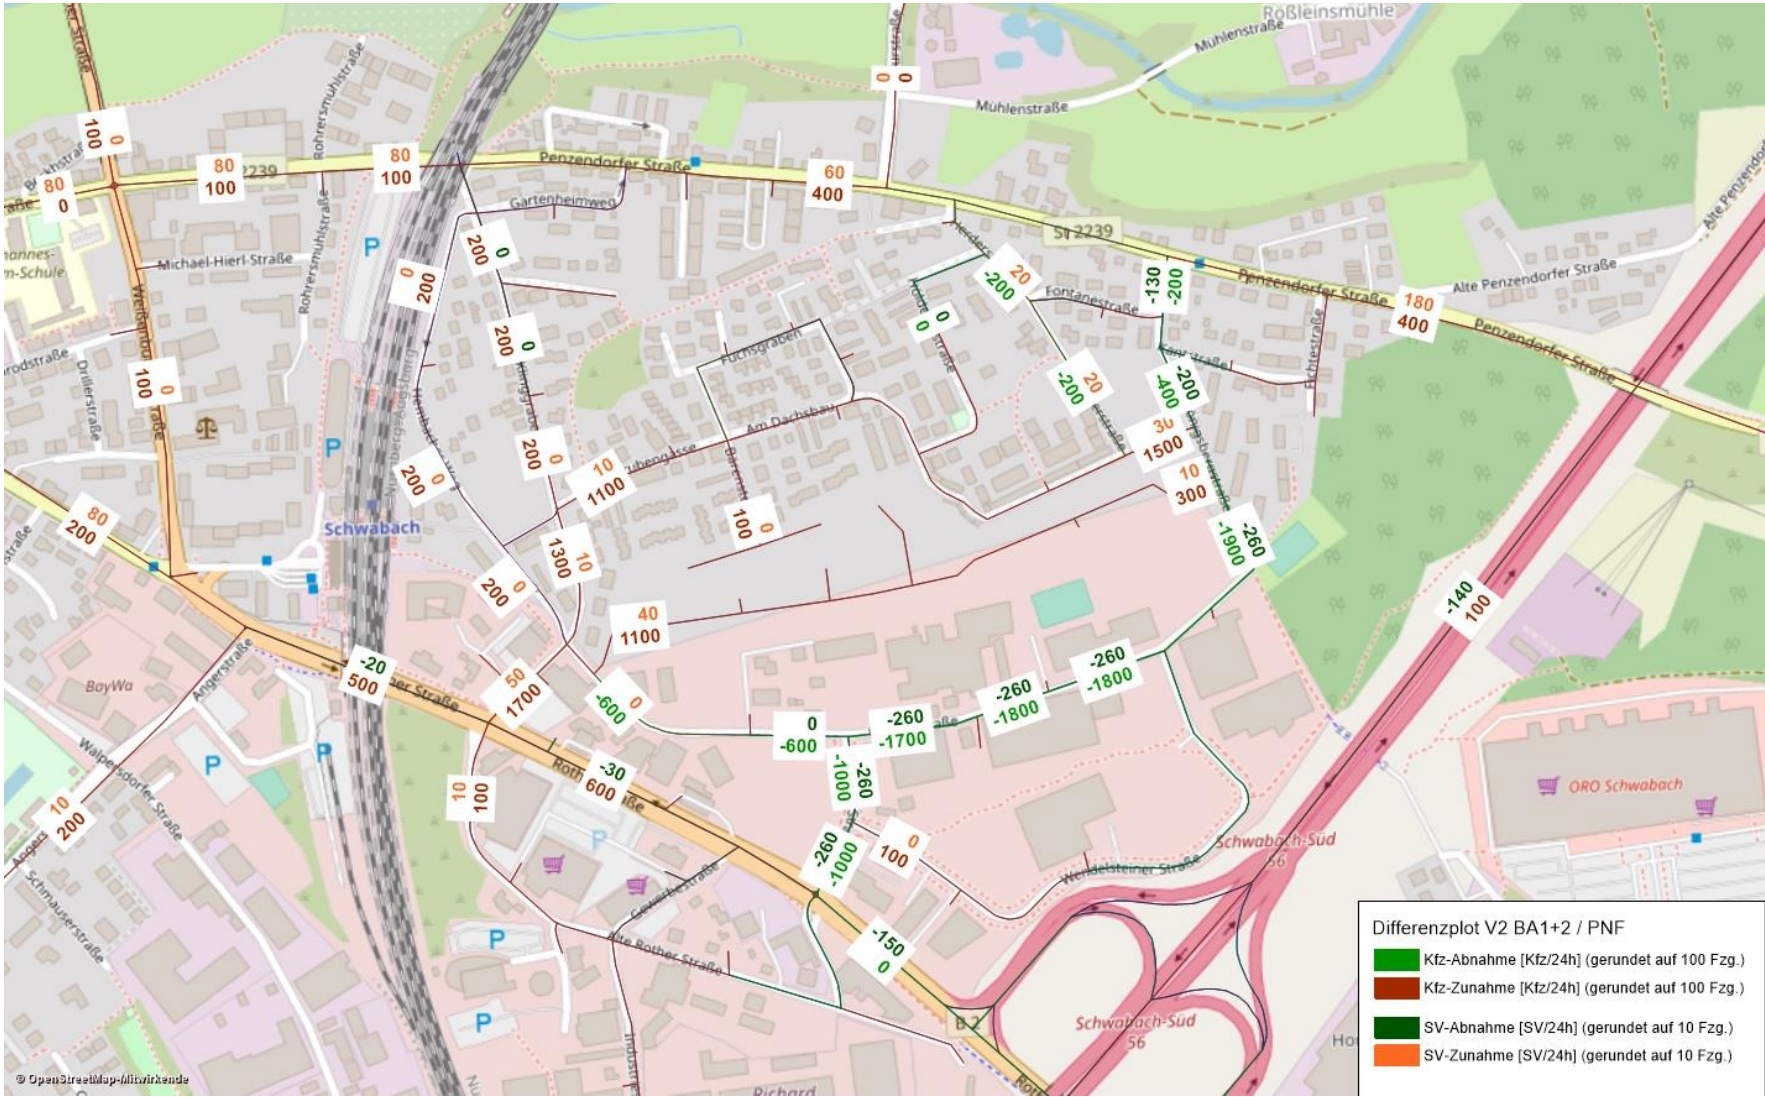 Rößleinsmühle
Mühlenstraße
Mühlenstraße
0 0
100 0
Rohrersmühlstraße
80
100
2239
80
100
Penzendorfer Straße
60
400
80
0
Gartenheimweg
St 2239
Alte Penzendorfer Straße
Michael-Hierl-Straße
Rohrersmühlstraße
P
0
200
200 0
20
-200
-130
-200
Fontanestraße
Penzendorfer Straße
180
400
Penzendorfer Straße
0
0
200 0
Fuchsgraben
Kantstraße
Fichtestraße
Drillerstraße
100 0
20
-200
-200
-400
Am Dachsbau
30
1500
P
200 0
200 0
10
1100
10
300
80
200
Schwabach
100 0
-260
-1900
1300 10
200 0
40
1100
-140
100
BayWa
Angerstraße
-20
500
50
1700
0
-600
-260
-1800
-260
-1800
0
-600
-260
-1700
Walpersdorfer Straße
P
P
-30
600
-1000
-260
10
100
10
200
P
-260
-1000
0
100
ORO Schwabach
Schwabach-Süd
56
Wendelsteiner Straße
Schmauserstraße
Gewerbestraße
P
Alte Rother Straße
-150
0
P
B 2
Schwabach-Süd
56
Richard
© OpenStreetMap-Mitwirkende
Differenzplot V2 BA1+2 / PNF
Kfz-Abnahme [Kfz/24h] (gerundet auf 100 Fzg.)
Kfz-Zunahme [Kfz/24h] (gerundet auf 100 Fzg.)
SV-Abnahme [SV/24h] (gerundet auf 10 Fzg.)
SV-Zunahme [SV/24h] (gerundet auf 10 Fzg.)